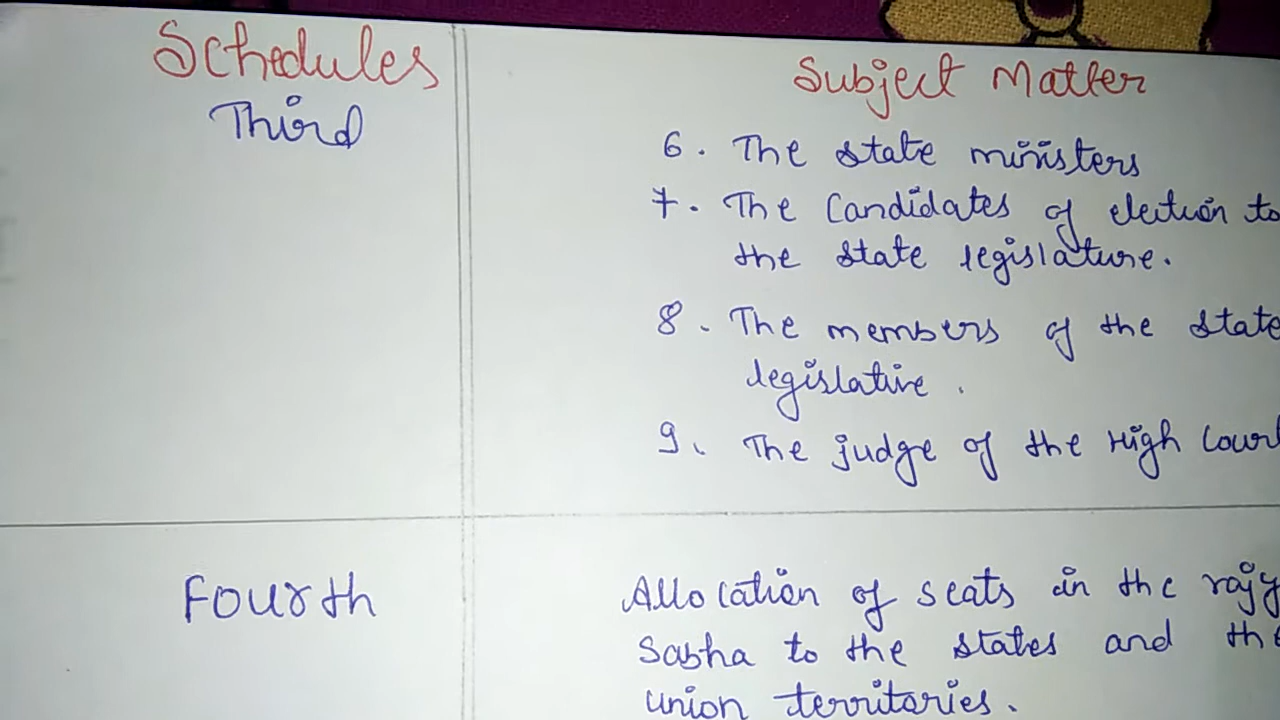 Schedules
Subject Matter
Third
6. The state ministers
7. The candidates of election to
the state legislature.
8. The members of the state
legislative.
9. The judge of the High Court
Fourth
Allocation of seats in the rajy
Sabha to the states and the
union territories.